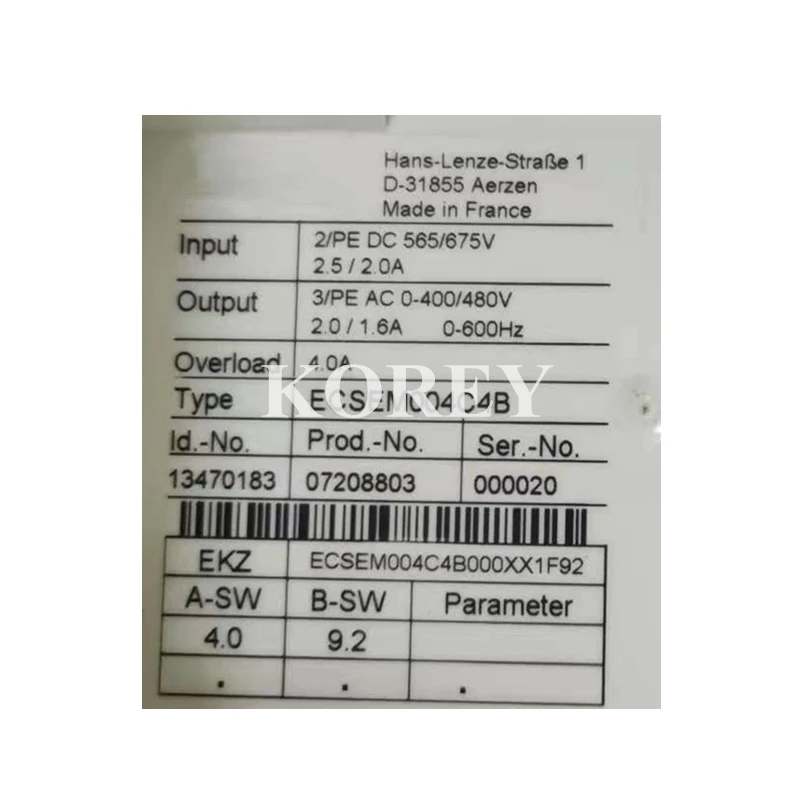 Hans-Lenze-Straße 1
D-31855 Aerzen
Made in France
Input 2/PE DC 565/675V
2.5 / 2.0A
Output 3/PE AC 0-400/480V
2.0 / 1.6A 0-600Hz
Overload 4.0A
KOREY
Type ECSEM004C4B
Id.-No. Prod.-No. Ser.-No.
13470183 07208803 000020
EKZ ECSEM004C4B000XX1F92
A-SW B-SW Parameter
4.0 9.2
. . .